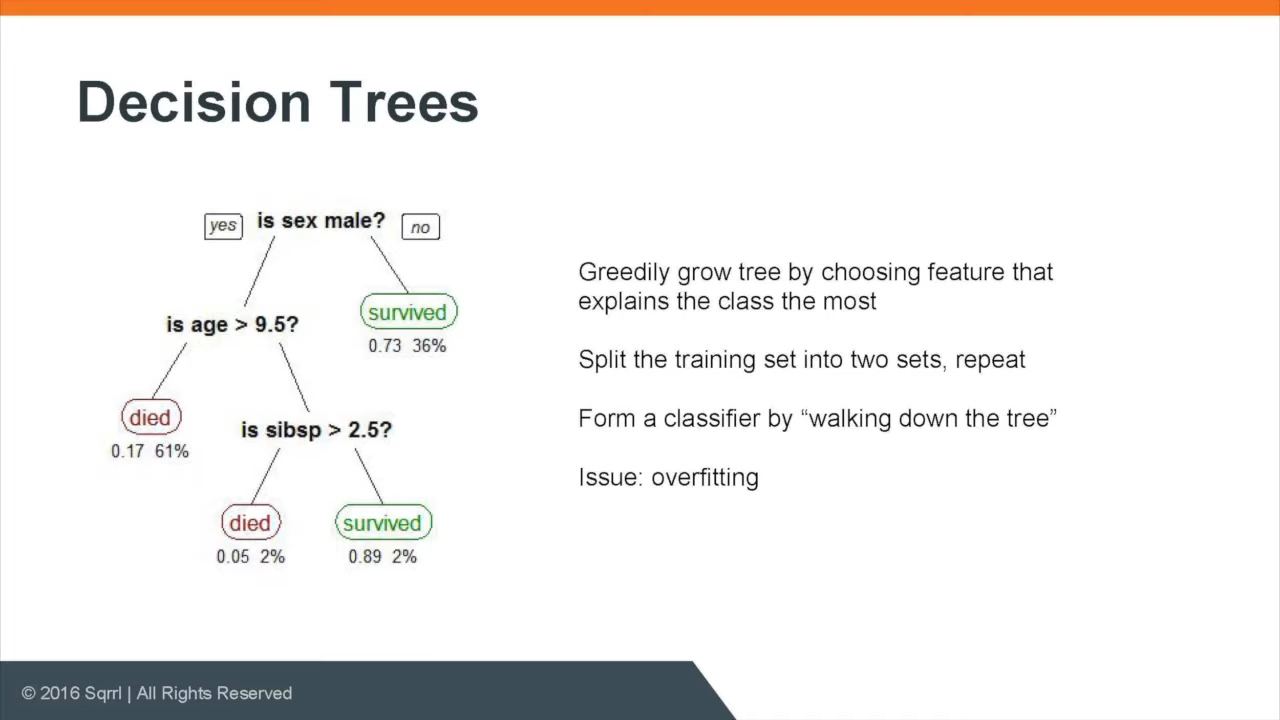 Decision Trees
yes
is sex male?
no
is age > 9.5?
survived
0.73 36%
died
0.17 61%
is sibsp > 2.5?
died
0.05 2%
survived
0.89 2%
Greedily grow tree by choosing feature that
explains the class the most
Split the training set into two sets, repeat
Form a classifier by “walking down the tree”
Issue: overfitting
© 2016 Sqrrl | All Rights Reserved